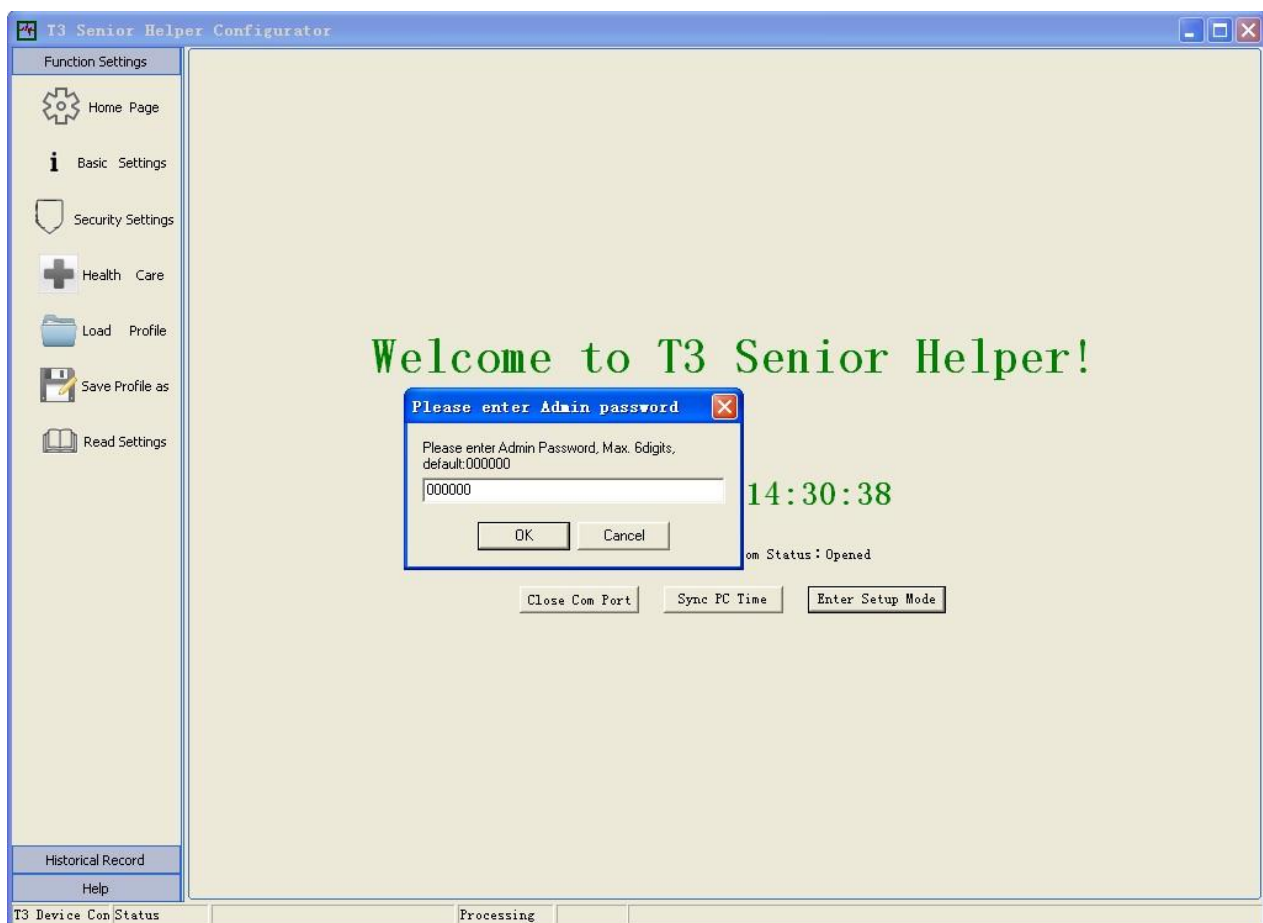 T3 Senior Helper Configurator
Function Settings
Home Page
i Basic Settings
Security Settings
Health Care
Load Profile
Save Profile as
Read Settings
Historical Record
Help
Welcome to T3 Senior Helper!
Please enter Admin password
Please enter Admin Password, Max. 6digits,
default:000000
000000
OK Cancel
14:30:38
om Status:Opened
Close Com Port Sync PC Time Enter Setup Mode
T3 Device Con Status Processing